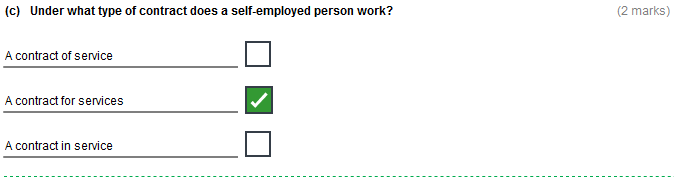 (c) Under what type of contract does a self-employed person work? (2 marks)
A contract of service
A contract for services
A contract in service